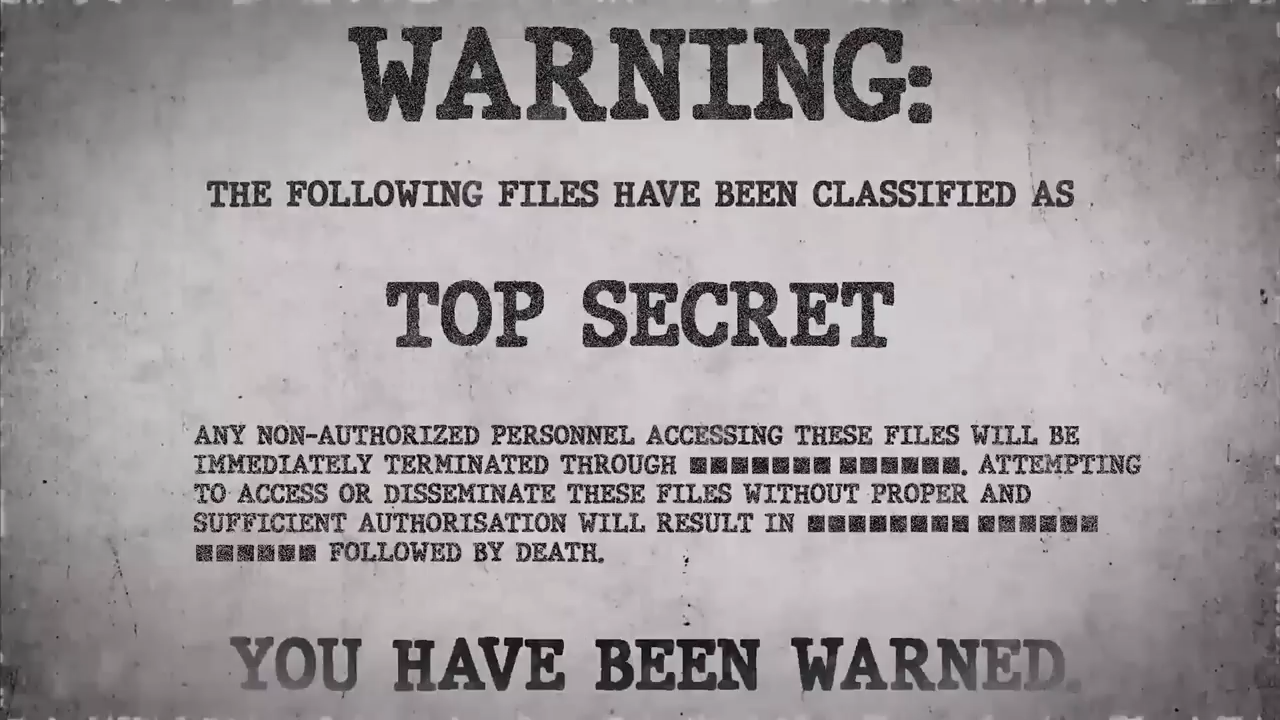 WARNING:
THE FOLLOWING FILES HAVE BEEN CLASSIFIED AS
TOP SECRET
ANY NON-AUTHORIZED PERSONNEL ACCESSING THESE FILES WILL BE
IMMEDIATELY TERMINATED THROUGH ■■■■■■■ ■■■■■■. ATTEMPTING
TO ACCESS OR DISSEMINATE THESE FILES WITHOUT PROPER AND
SUFFICIENT AUTHORISATION WILL RESULT IN ■■■■■■■■ ■■■■■■
■■■■■■ FOLLOWED BY DEATH.
YOU HAVE BEEN WARNED.